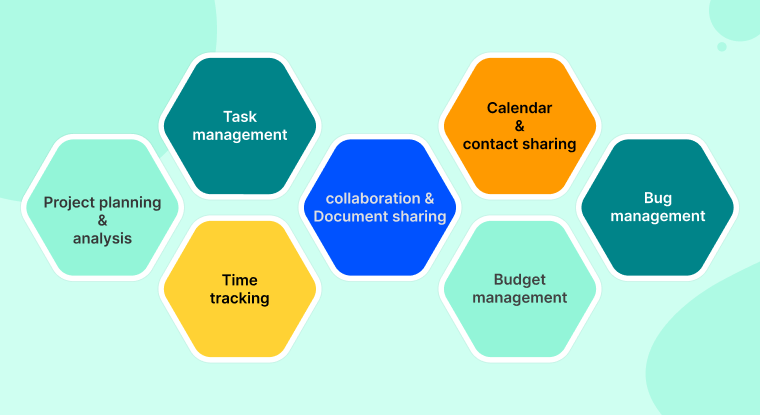 Project planning
&
analysis
Task
management
Time
tracking
collaboration &
Document sharing
Calendar
&
contact sharing
Budget
management
Bug
management